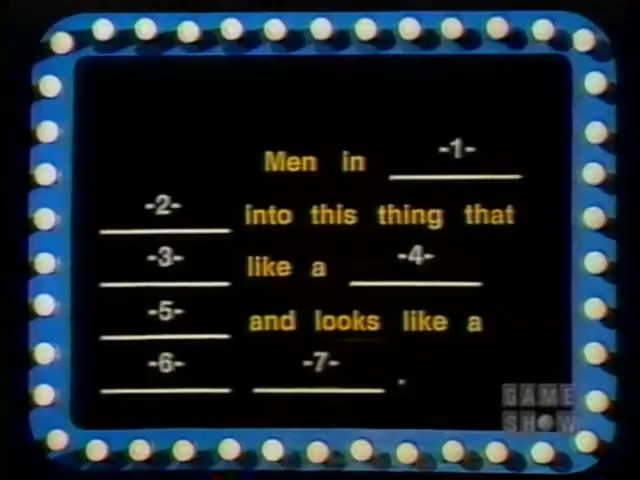 Men in -1-
-2- into this thing that
-3- like a -4-
-5- and looks like a
-6- -7- .
GAME
SHOW